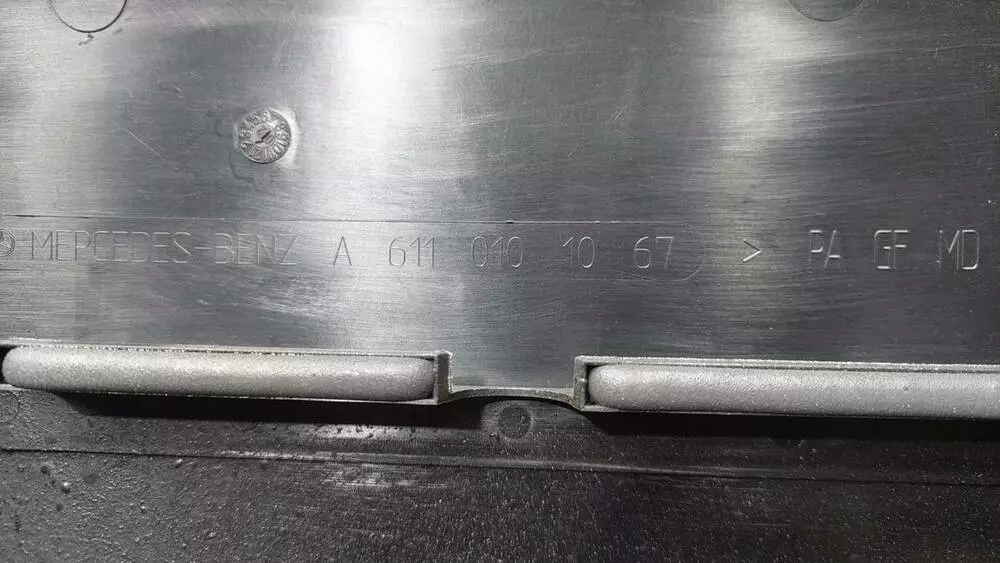 MERCEDES-BENZ A 611 010 10 67 > PA GF MD